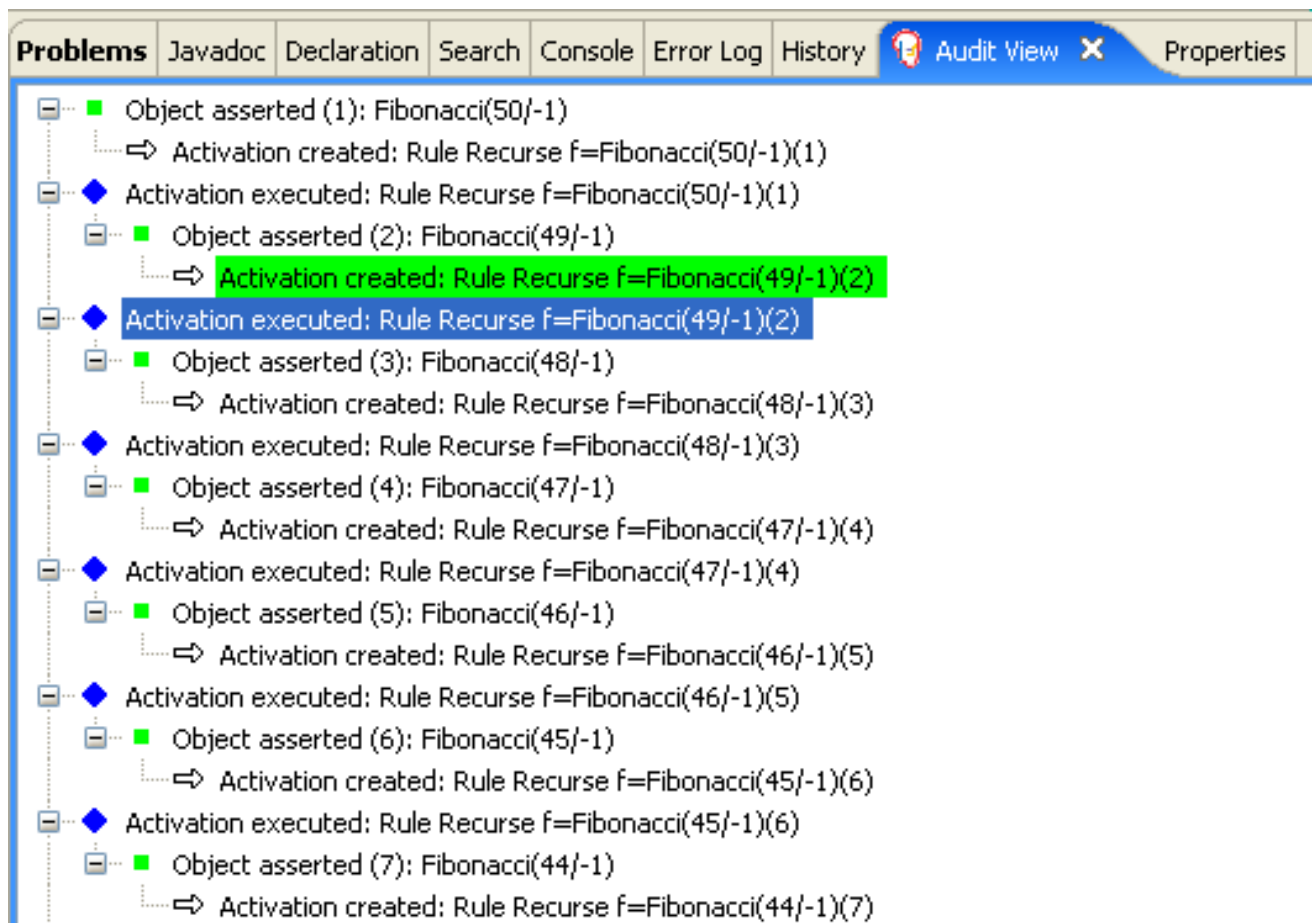 Problems Javadoc Declaration Search Console Error Log History Audit View Properties
Object asserted (1): Fibonacci(50/-1)
Activation created: Rule Recurse f=Fibonacci(50/-1)(1)
Activation executed: Rule Recurse f=Fibonacci(50/-1)(1)
Object asserted (2): Fibonacci(49/-1)
Activation created: Rule Recurse f=Fibonacci(49/-1)(2)
Activation executed: Rule Recurse f=Fibonacci(49/-1)(2)
Object asserted (3): Fibonacci(48/-1)
Activation created: Rule Recurse f=Fibonacci(48/-1)(3)
Activation executed: Rule Recurse f=Fibonacci(48/-1)(3)
Object asserted (4): Fibonacci(47/-1)
Activation created: Rule Recurse f=Fibonacci(47/-1)(4)
Activation executed: Rule Recurse f=Fibonacci(47/-1)(4)
Object asserted (5): Fibonacci(46/-1)
Activation created: Rule Recurse f=Fibonacci(46/-1)(5)
Activation executed: Rule Recurse f=Fibonacci(46/-1)(5)
Object asserted (6): Fibonacci(45/-1)
Activation created: Rule Recurse f=Fibonacci(45/-1)(6)
Activation executed: Rule Recurse f=Fibonacci(45/-1)(6)
Object asserted (7): Fibonacci(44/-1)
Activation created: Rule Recurse f=Fibonacci(44/-1)(7)